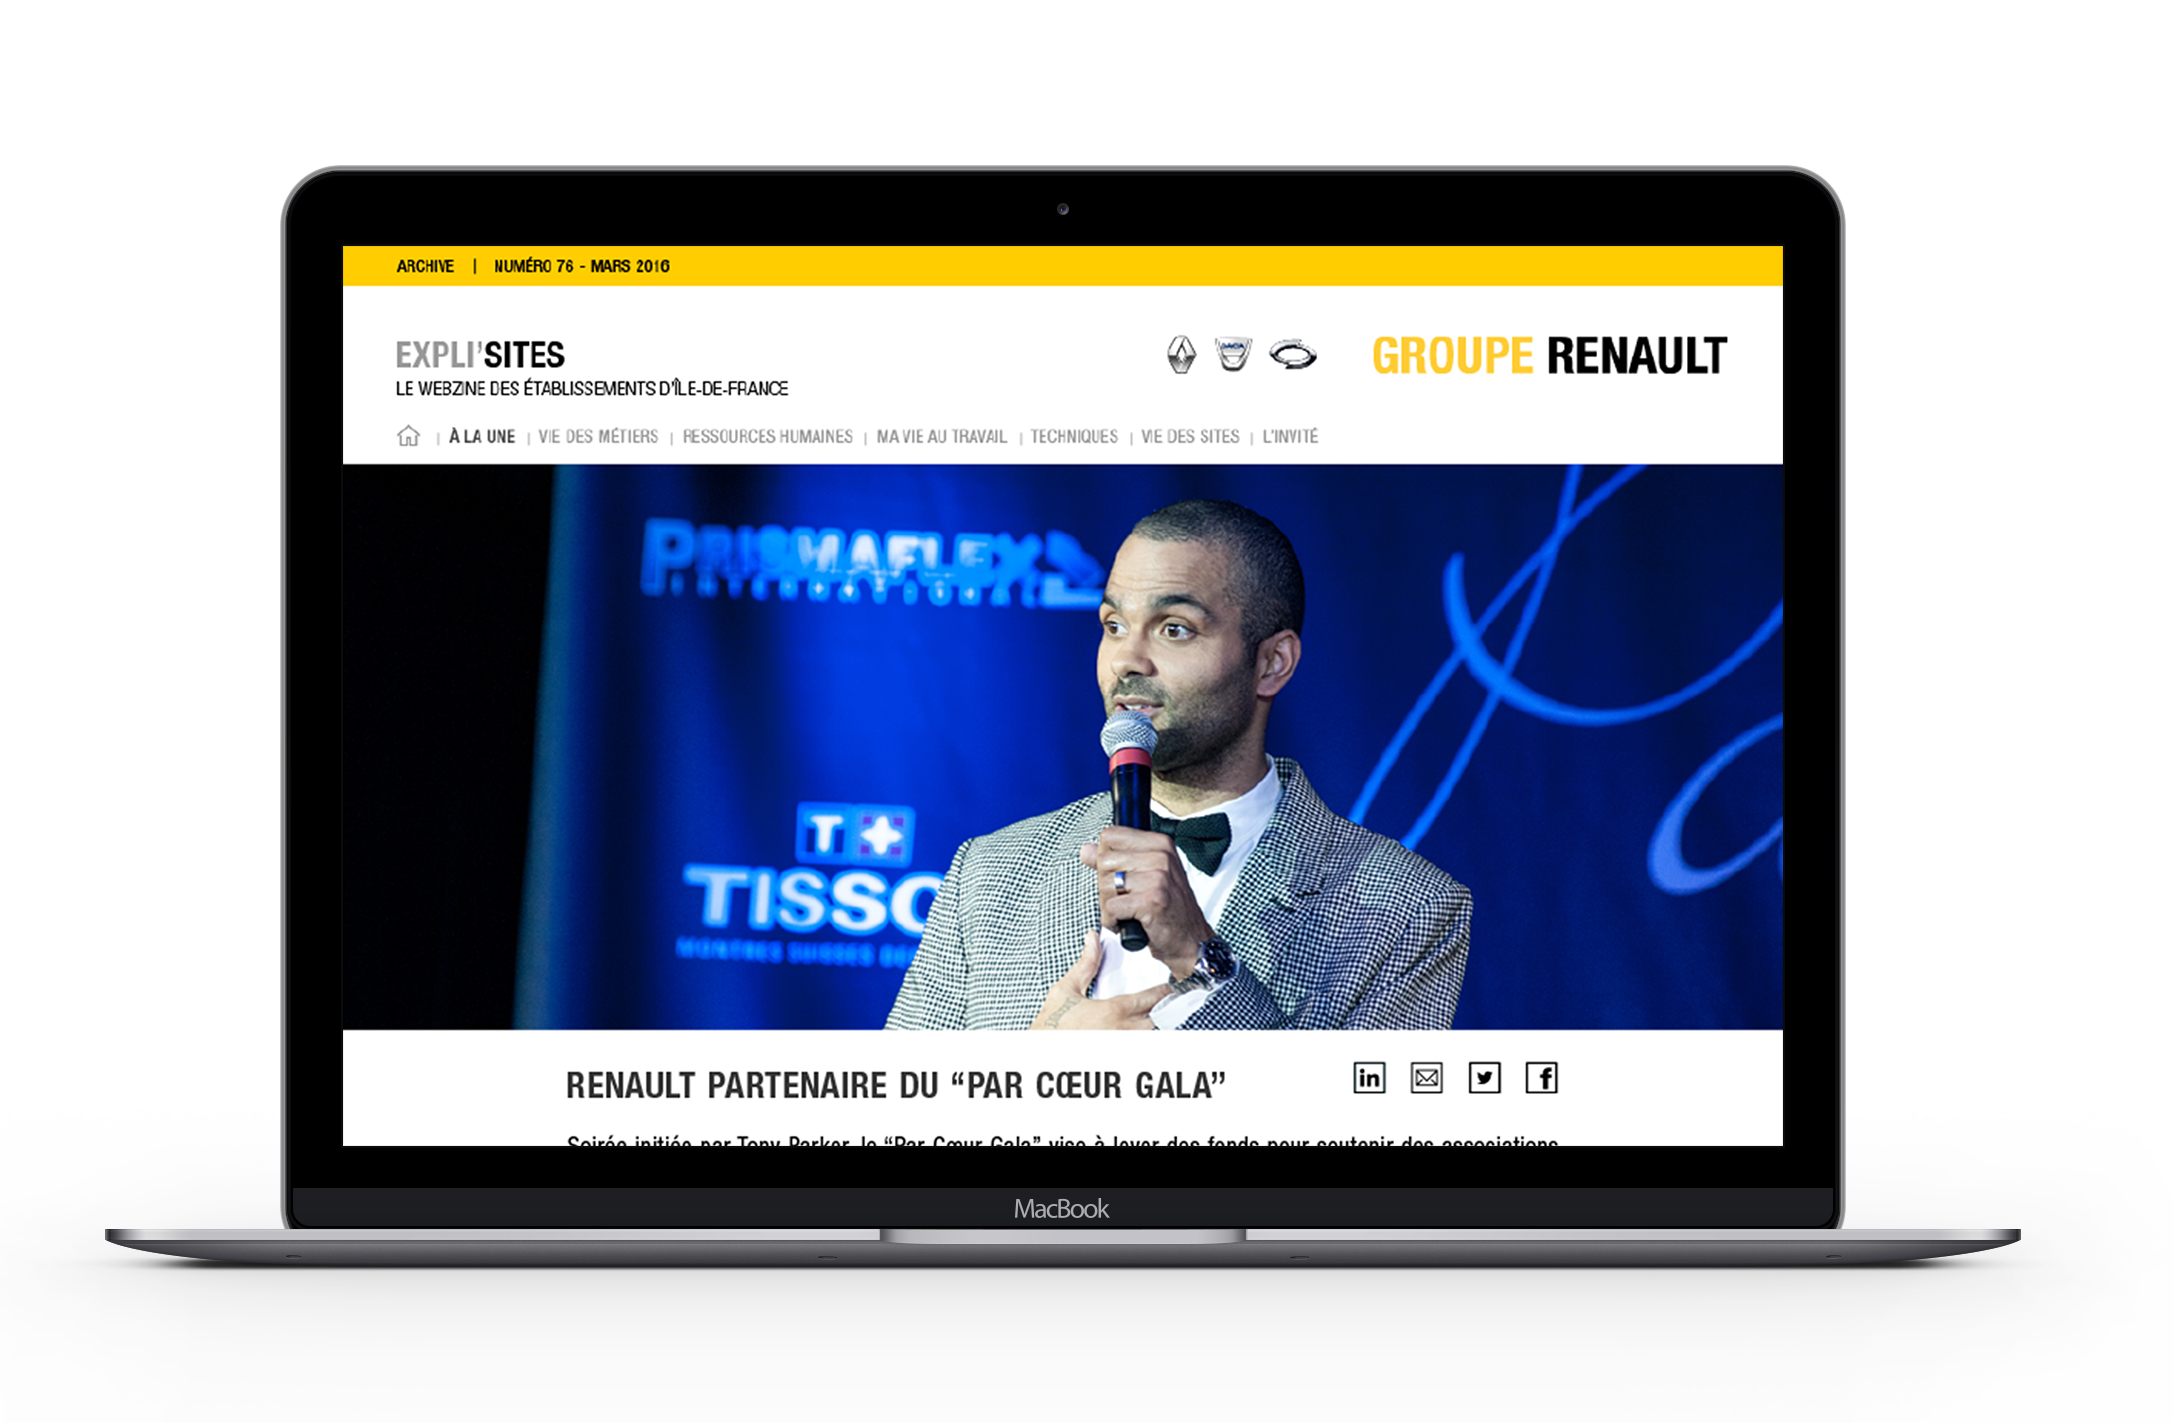 ARCHIVE | NUMÉRO 76 - MARS 2016
EXPLI'SITES
LE WEBZINE DES ÉTABLISSEMENTS D'ÎLE-DE-FRANCE
DACIA
GROUPE RENAULT
À LA UNE | VIE DES MÉTIERS | RESSOURCES HUMAINES | MA VIE AU TRAVAIL | TECHNIQUES | VIE DES SITES | L'INVITÉ
PRISMAFLEX
INTERNATIONAL
T+
TISSO
MONTRES SUISSES DE
RENAULT PARTENAIRE DU “PAR CŒUR GALA”
in
f
Soirée initiée par Tony Parker, le “Par Cœur Gala” vise à lever des fonds pour soutenir des associations
MacBook